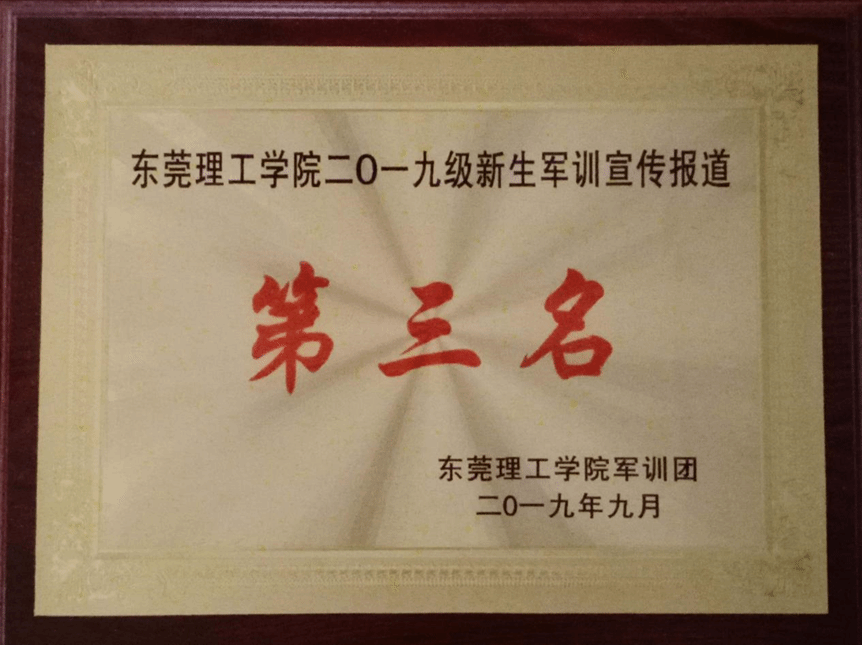 东莞理工学院二〇一九级新生军训宣传报道
第三名
东莞理工学院军训团
二〇一九年九月